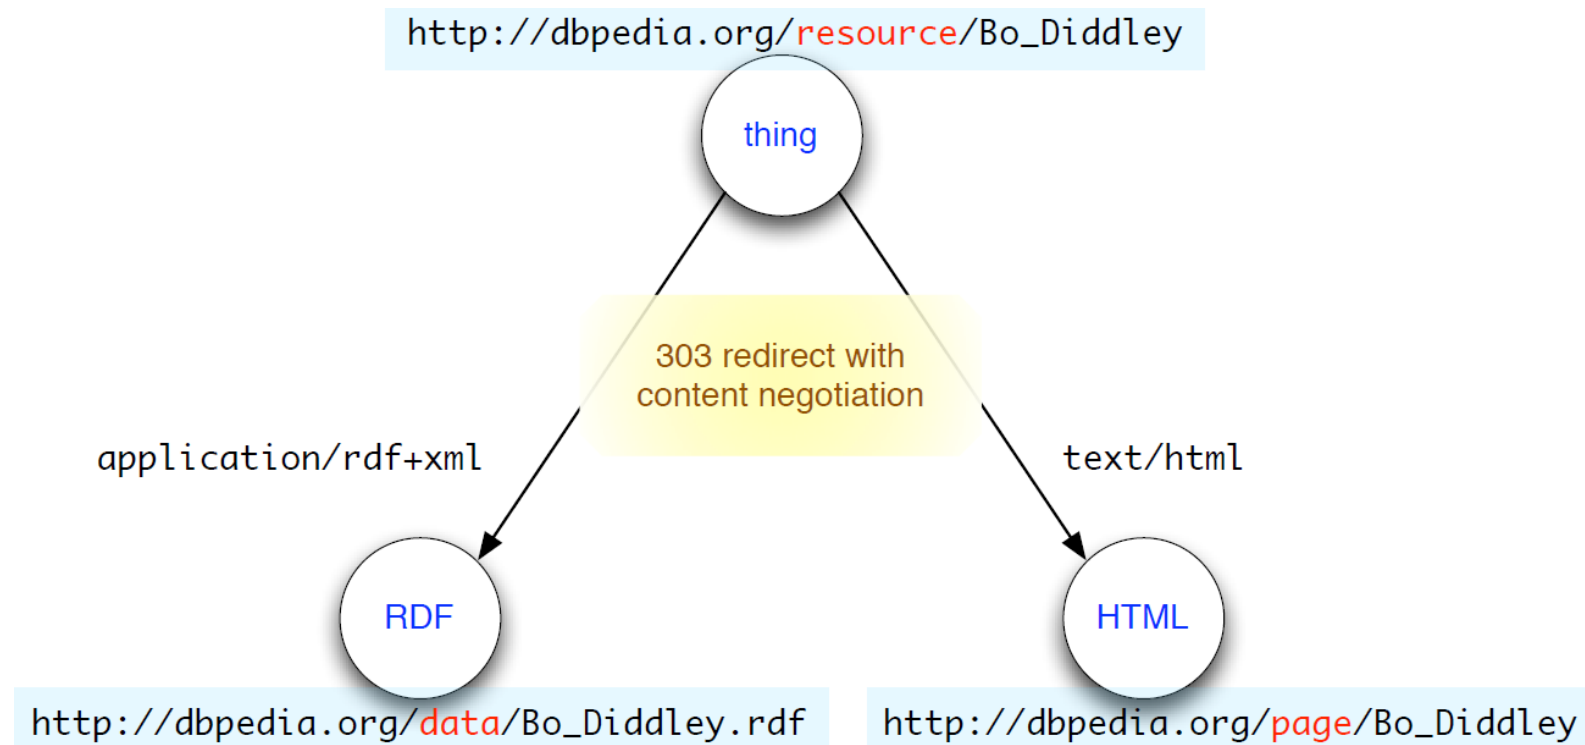 http://dbpedia.org/resource/Bo_Diddley
thing
303 redirect with
content negotiation
application/rdf+xml
text/html
RDF
HTML
http://dbpedia.org/data/Bo_Diddley.rdf
http://dbpedia.org/page/Bo_Diddley